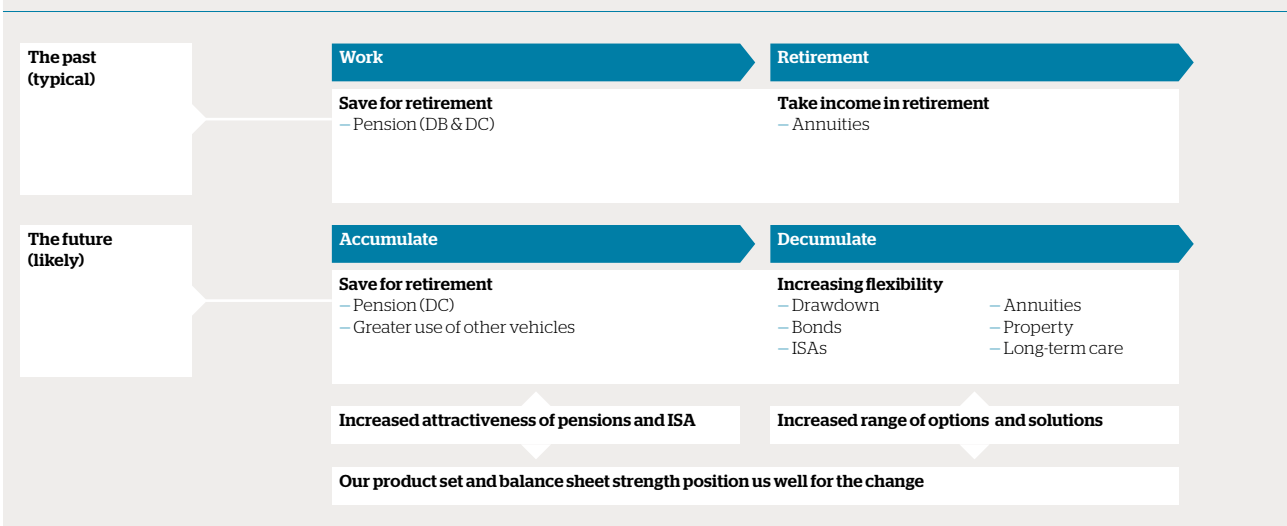 The past
(typical)
Work
Retirement
Save for retirement
– Pension (DB & DC)
Take income in retirement
– Annuities
The future
(likely)
Accumulate
Decumulate
Save for retirement
– Pension (DC)
– Greater use of other vehicles
Increasing flexibility
– Drawdown
– Bonds
– ISAs
– Annuities
– Property
– Long-term care
Increased attractiveness of pensions and ISA
Increased range of options and solutions
Our product set and balance sheet strength position us well for the change